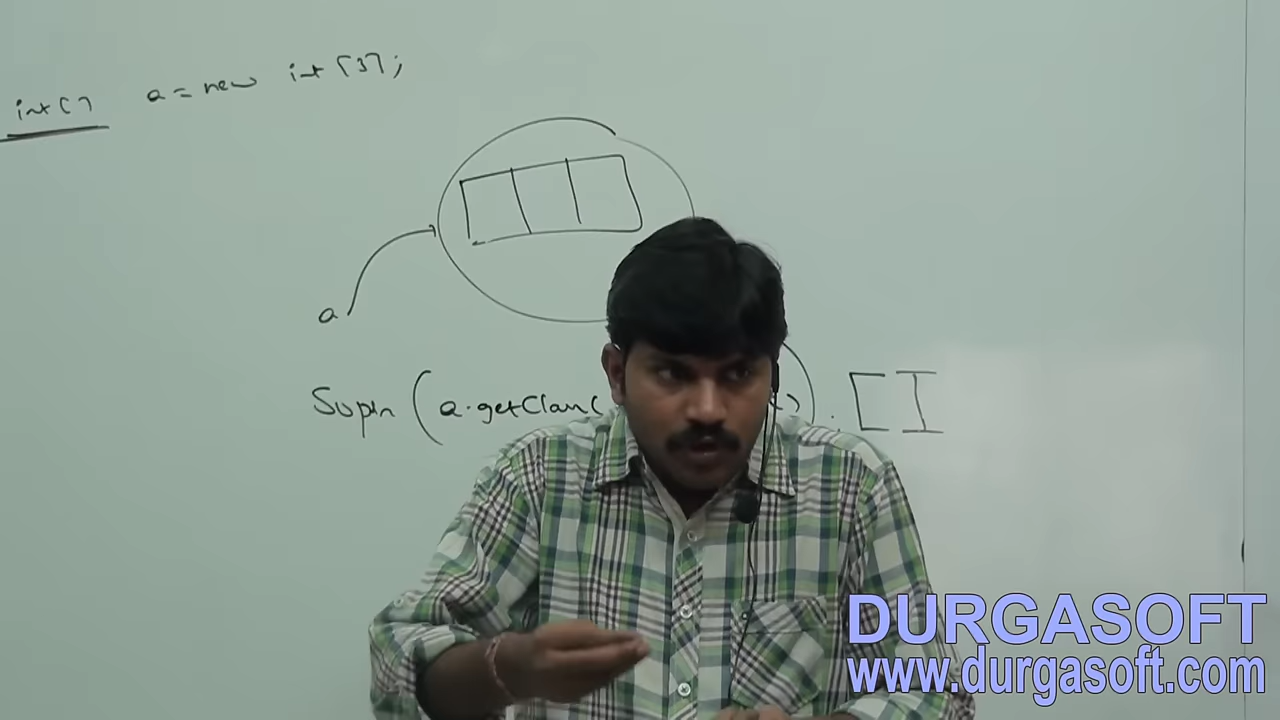 int[] a = new int[3];
a
Sopln (a.getClass( ) . [I
DURGASOFT
www.durgasoft.com